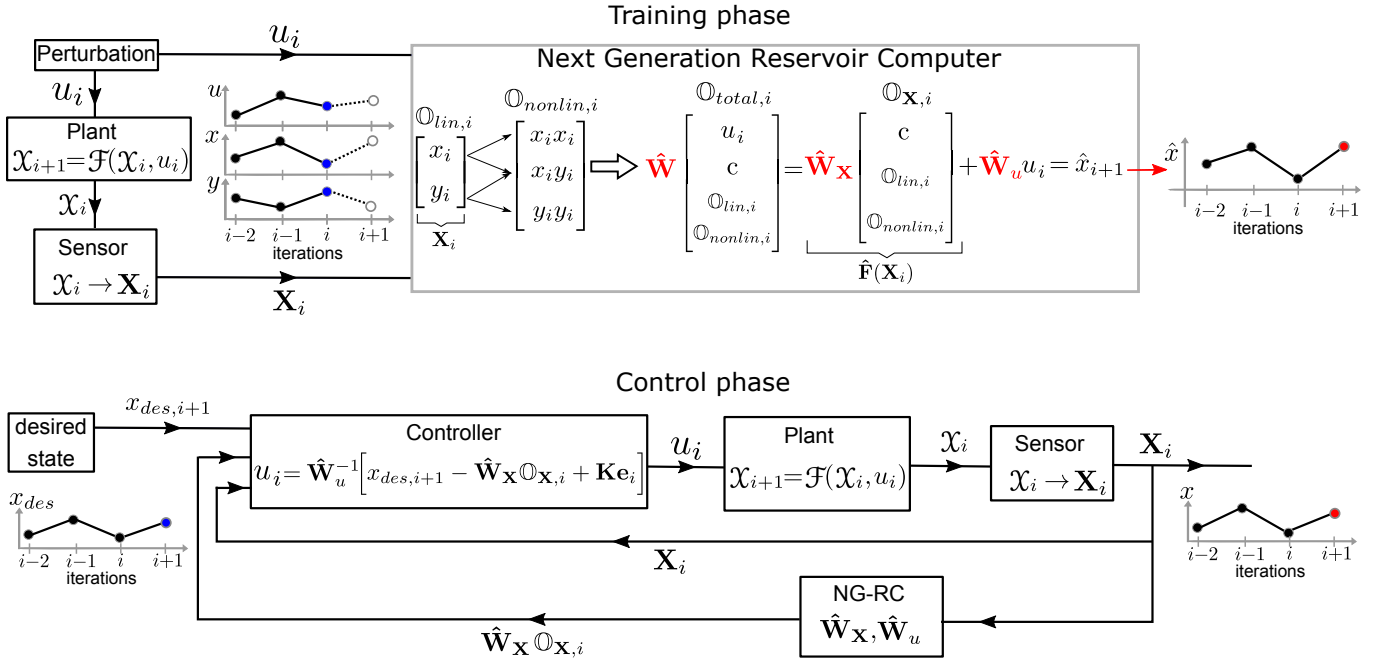 Training phase
Perturbation
u_i
u_i
Plant
𝒳_{i+1}=ℱ(𝒳_i,u_i)
𝒳_i
Sensor
𝒳_i → 𝐗_i
𝐗_i
u
x
y
i−2 i−1 i i+1
iterations
Next Generation Reservoir Computer
𝕆_{lin,i}
x_i
y_i
𝐗_i
𝕆_{nonlin,i}
x_i x_i
x_i y_i
y_i y_i
𝕆_{total,i}
Ŵ
u_i
c
𝕆_{lin,i}
𝕆_{nonlin,i}
= Ŵ_𝐗
𝕆_{𝐗,i}
c
𝕆_{lin,i}
𝕆_{nonlin,i}
F̂(𝐗_i)
+ Ŵ_u u_i = x̂_{i+1}
x̂
i−2 i−1 i i+1
iterations
Control phase
desired
state
x_{des,i+1}
Controller
u_i = Ŵ_u^{−1}[x_{des,i+1} − Ŵ_𝐗 𝕆_{𝐗,i} + 𝐊𝐞_i]
u_i
Plant
𝒳_{i+1}=ℱ(𝒳_i,u_i)
𝒳_i
Sensor
𝒳_i → 𝐗_i
𝐗_i
x_{des}
i−2 i−1 i i+1
iterations
x
i−2 i−1 i i+1
iterations
𝐗_i
NG-RC
Ŵ_𝐗, Ŵ_u
Ŵ_𝐗 𝕆_{𝐗,i}